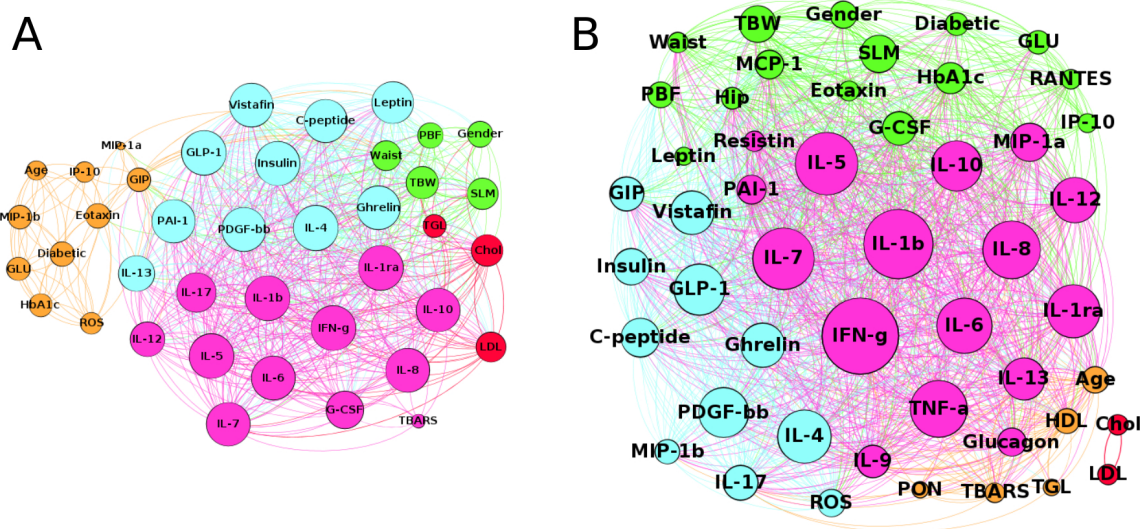 A
Vistafin
Leptin
C-peptide
MIP-1a
GLP-1
Insulin
PBF
Gender
Waist
Age
IP-10
GIP
TBW
SLM
MIP-1b
Eotaxin
PAI-1
PDGF-bb
IL-4
Ghrelin
TGL
Diabetic
Chol
GLU
IL-13
IL-1ra
HbA1c
ROS
IL-17
IL-1b
IL-10
IFN-g
IL-12
IL-5
LDL
IL-6
IL-8
IL-7
G-CSF
TBARS
B
TBW
Gender
Diabetic
Waist
SLM
GLU
MCP-1
HbA1c
RANTES
PBF
Hip
Eotaxin
IP-10
G-CSF
Resistin
MIP-1a
Leptin
IL-5
IL-10
GIP
PAI-1
IL-12
Vistafin
IL-7
IL-1b
IL-8
Insulin
GLP-1
IL-1ra
C-peptide
Ghrelin
IFN-g
IL-6
IL-13
Age
PDGF-bb
TNF-a
HDL
Chol
IL-4
Glucagon
MIP-1b
IL-9
LDL
IL-17
ROS
PON
TBARS
TGL